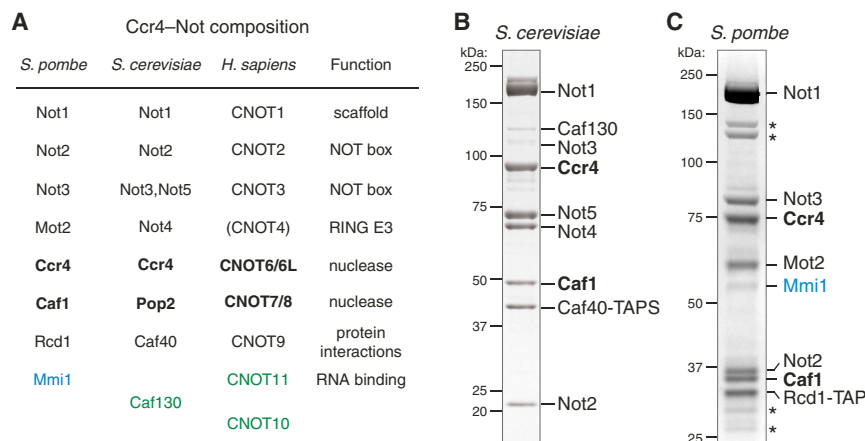 A
Ccr4–Not composition
S. pombe S. cerevisiae H. sapiens Function
Not1 Not1 CNOT1 scaffold
Not2 Not2 CNOT2 NOT box
Not3 Not3,Not5 CNOT3 NOT box
Mot2 Not4 (CNOT4) RING E3
Ccr4 Ccr4 CNOT6/6L nuclease
Caf1 Pop2 CNOT7/8 nuclease
Rcd1 Caf40 CNOT9 protein
interactions
Mmi1 CNOT11 RNA binding
Caf130
CNOT10
B
S. cerevisiae
kDa:
250
150
100
75
50
37
25
20
Not1
Caf130
Not3
Ccr4
Not5
Not4
Caf1
Caf40-TAPS
Not2
C
S. pombe
kDa:
250
150
100
75
50
37
25
Not1
*
*
Not3
Ccr4
Mot2
Mmi1
Not2
Caf1
Rcd1-TAP
*
*